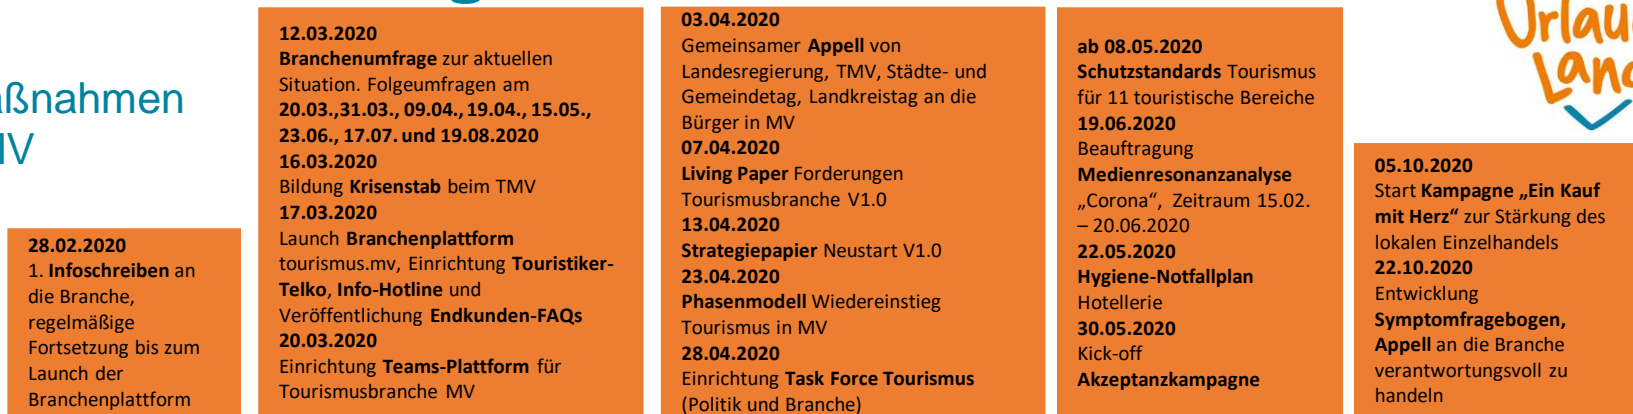 28.02.2020
1. Infoschreiben an
die Branche,
regelmäßige
Fortsetzung bis zum
Launch der
Branchenplattform
12.03.2020
Branchenumfrage zur aktuellen
Situation. Folgeumfragen am
20.03.,31.03., 09.04., 19.04., 15.05.,
23.06., 17.07. und 19.08.2020
16.03.2020
Bildung Krisenstab beim TMV
17.03.2020
Launch Branchenplattform
tourismus.mv, Einrichtung Touristiker-
Telko, Info-Hotline und
Veröffentlichung Endkunden-FAQs
20.03.2020
Einrichtung Teams-Plattform für
Tourismusbranche MV
03.04.2020
Gemeinsamer Appell von
Landesregierung, TMV, Städte- und
Gemeindetag, Landkreistag an die
Bürger in MV
07.04.2020
Living Paper Forderungen
Tourismusbranche V1.0
13.04.2020
Strategiepapier Neustart V1.0
23.04.2020
Phasenmodell Wiedereinstieg
Tourismus in MV
28.04.2020
Einrichtung Task Force Tourismus
(Politik und Branche)
ab 08.05.2020
Schutzstandards Tourismus
für 11 touristische Bereiche
19.06.2020
Beauftragung
Medienresonanzanalyse
„Corona“, Zeitraum 15.02.
– 20.06.2020
22.05.2020
Hygiene-Notfallplan
Hotellerie
30.05.2020
Kick-off
Akzeptanzkampagne
05.10.2020
Start Kampagne „Ein Kauf
mit Herz“ zur Stärkung des
lokalen Einzelhandels
22.10.2020
Entwicklung
Symptomfragebogen,
Appell an die Branche
verantwortungsvoll zu
handeln